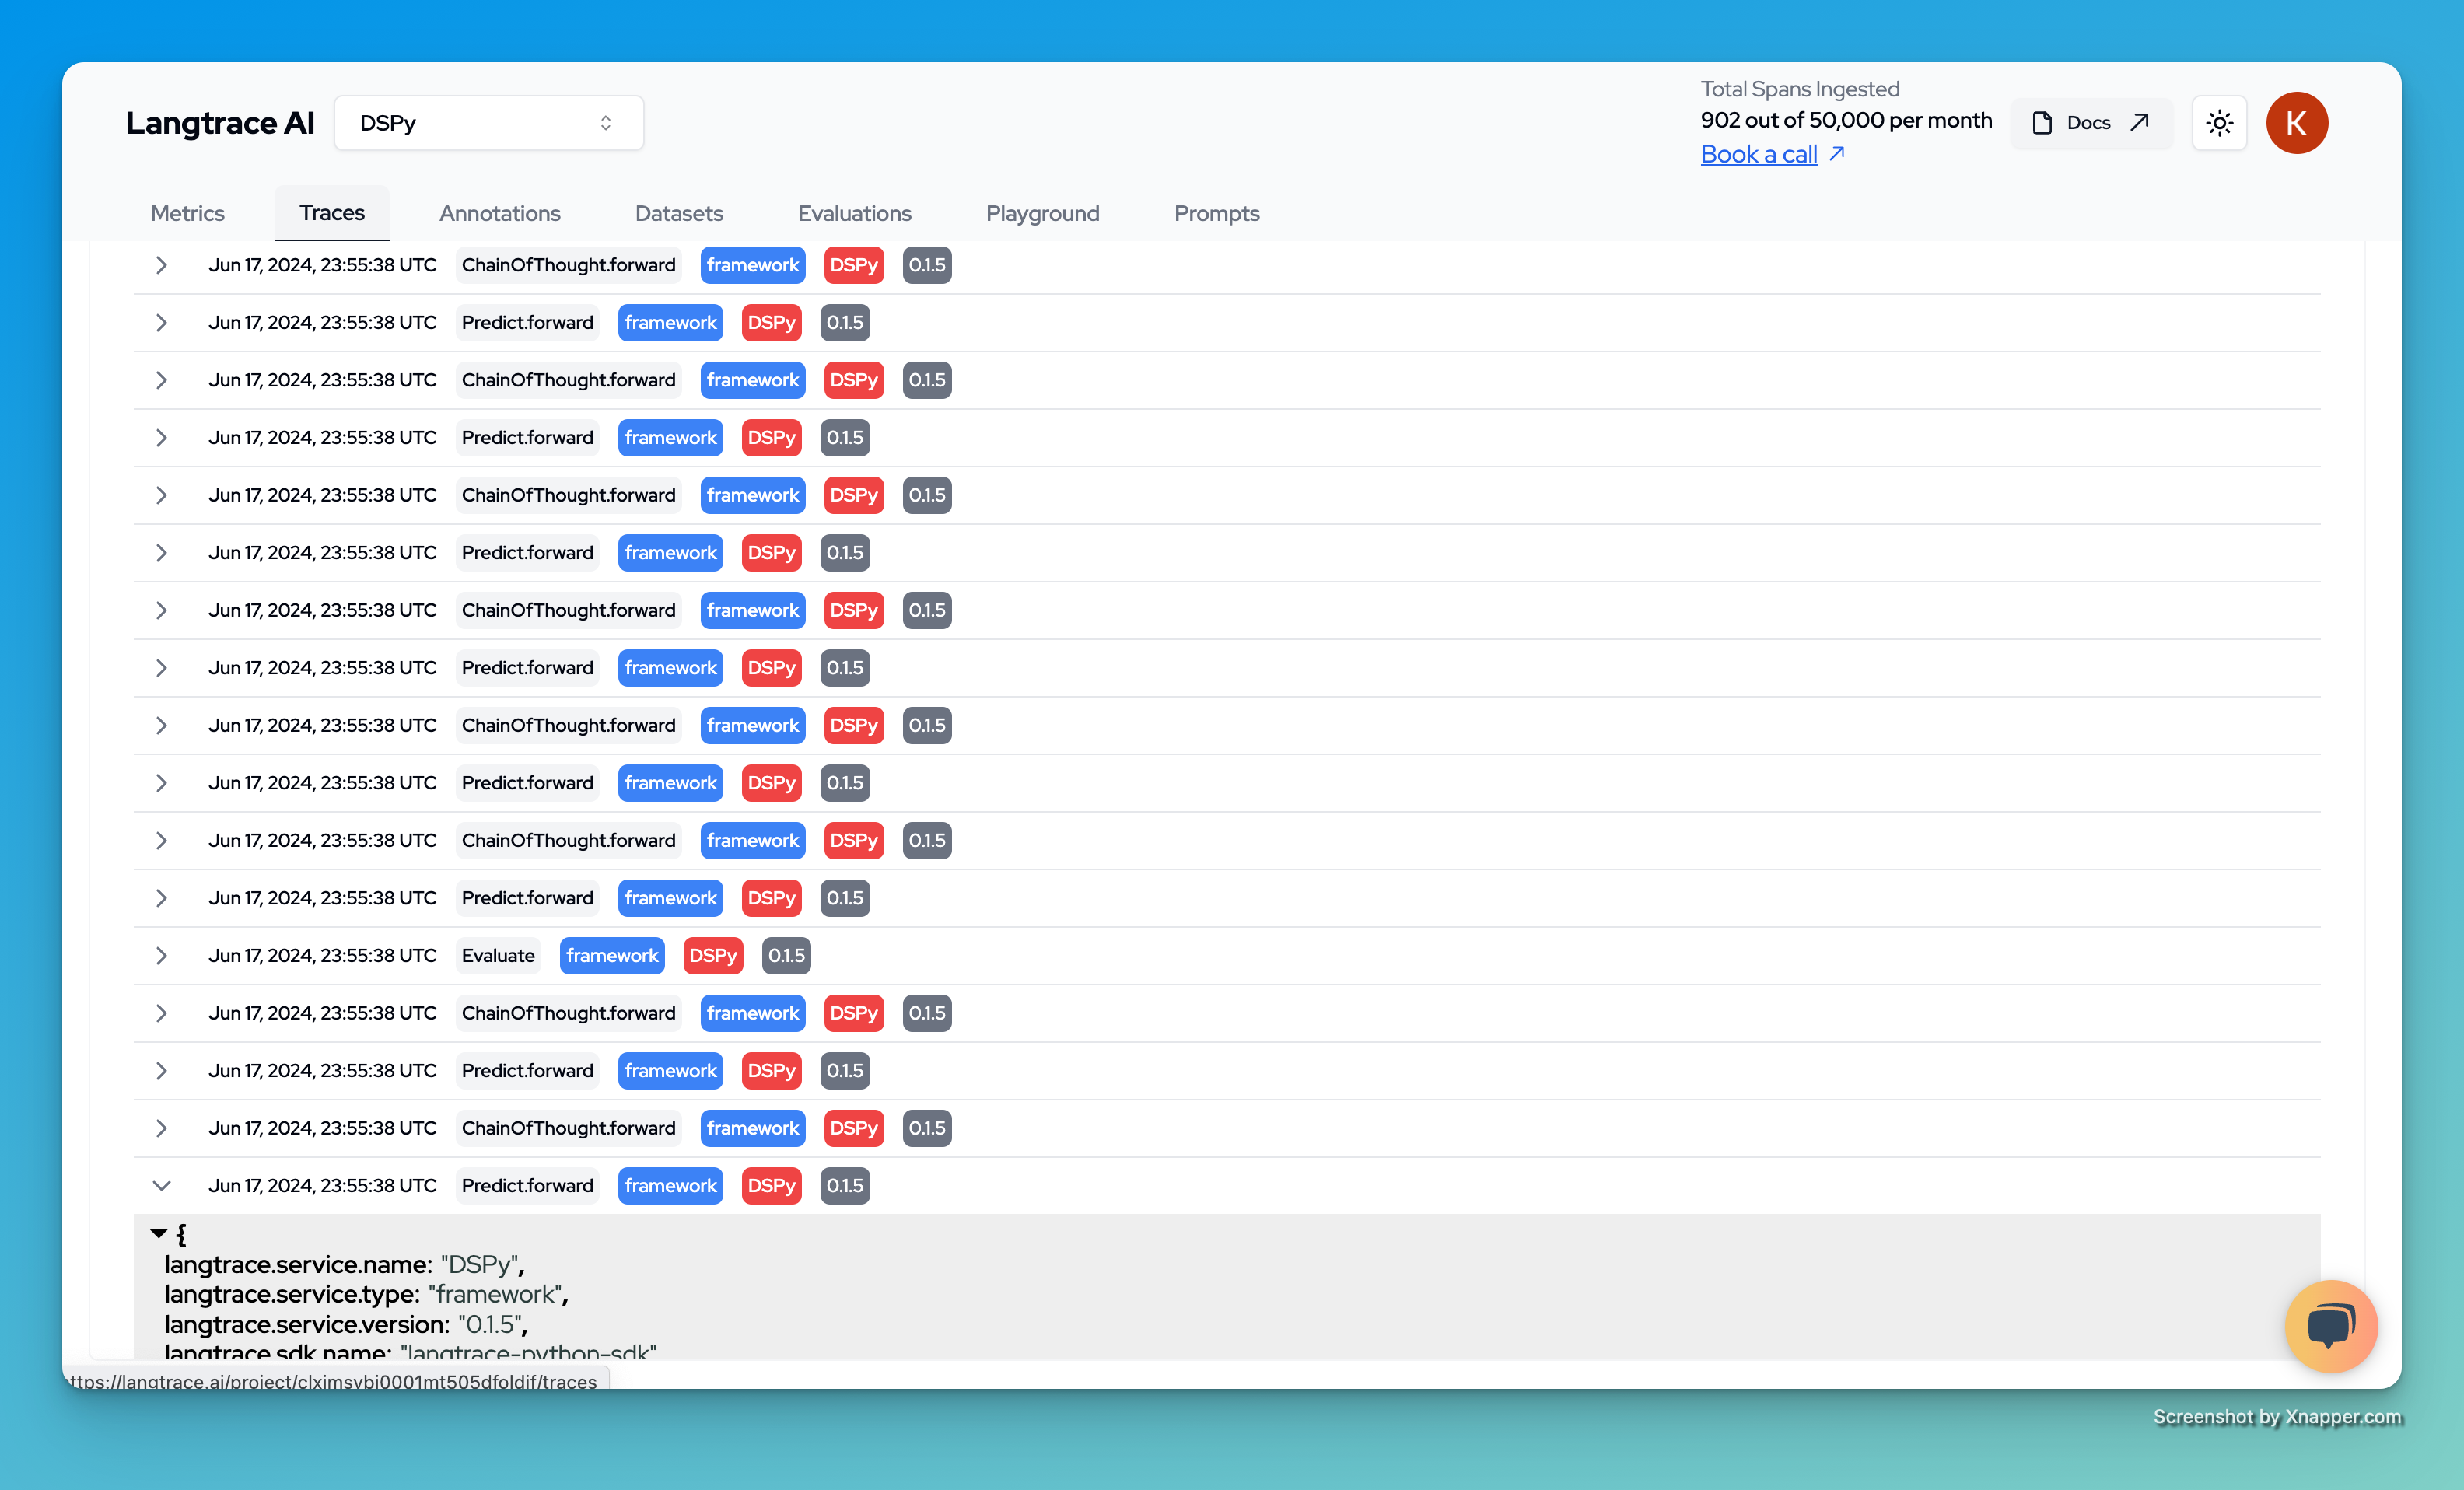 Langtrace AI
DSPy
Total Spans Ingested
902 out of 50,000 per month
Book a call
Docs
K
Metrics Traces Annotations Datasets Evaluations Playground Prompts
Jun 17, 2024, 23:55:38 UTC ChainOfThought.forward framework DSPy 0.1.5
Jun 17, 2024, 23:55:38 UTC Predict.forward framework DSPy 0.1.5
Jun 17, 2024, 23:55:38 UTC ChainOfThought.forward framework DSPy 0.1.5
Jun 17, 2024, 23:55:38 UTC Predict.forward framework DSPy 0.1.5
Jun 17, 2024, 23:55:38 UTC ChainOfThought.forward framework DSPy 0.1.5
Jun 17, 2024, 23:55:38 UTC Predict.forward framework DSPy 0.1.5
Jun 17, 2024, 23:55:38 UTC ChainOfThought.forward framework DSPy 0.1.5
Jun 17, 2024, 23:55:38 UTC Predict.forward framework DSPy 0.1.5
Jun 17, 2024, 23:55:38 UTC ChainOfThought.forward framework DSPy 0.1.5
Jun 17, 2024, 23:55:38 UTC Predict.forward framework DSPy 0.1.5
Jun 17, 2024, 23:55:38 UTC ChainOfThought.forward framework DSPy 0.1.5
Jun 17, 2024, 23:55:38 UTC Predict.forward framework DSPy 0.1.5
Jun 17, 2024, 23:55:38 UTC Evaluate framework DSPy 0.1.5
Jun 17, 2024, 23:55:38 UTC ChainOfThought.forward framework DSPy 0.1.5
Jun 17, 2024, 23:55:38 UTC Predict.forward framework DSPy 0.1.5
Jun 17, 2024, 23:55:38 UTC ChainOfThought.forward framework DSPy 0.1.5
Jun 17, 2024, 23:55:38 UTC Predict.forward framework DSPy 0.1.5
{
langtrace.service.name: "DSPy",
langtrace.service.type: "framework",
langtrace.service.version: "0.1.5",
langtrace.sdk.name: "langtrace-python-sdk"
Screenshot by Xnapper.com